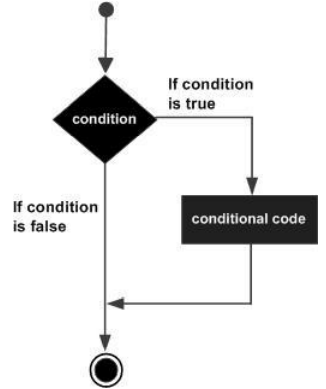 If condition
is true
condition
If condition
is false
conditional code